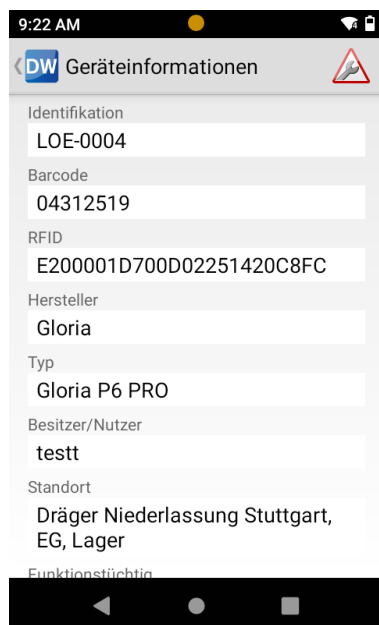 9:22 AM
DW Geräteinformationen
Identifikation
LOE-0004
Barcode
04312519
RFID
E200001D700D02251420C8FC
Hersteller
Gloria
Typ
Gloria P6 PRO
Besitzer/Nutzer
testt
Standort
Dräger Niederlassung Stuttgart,
EG, Lager
Funktionstüchtig